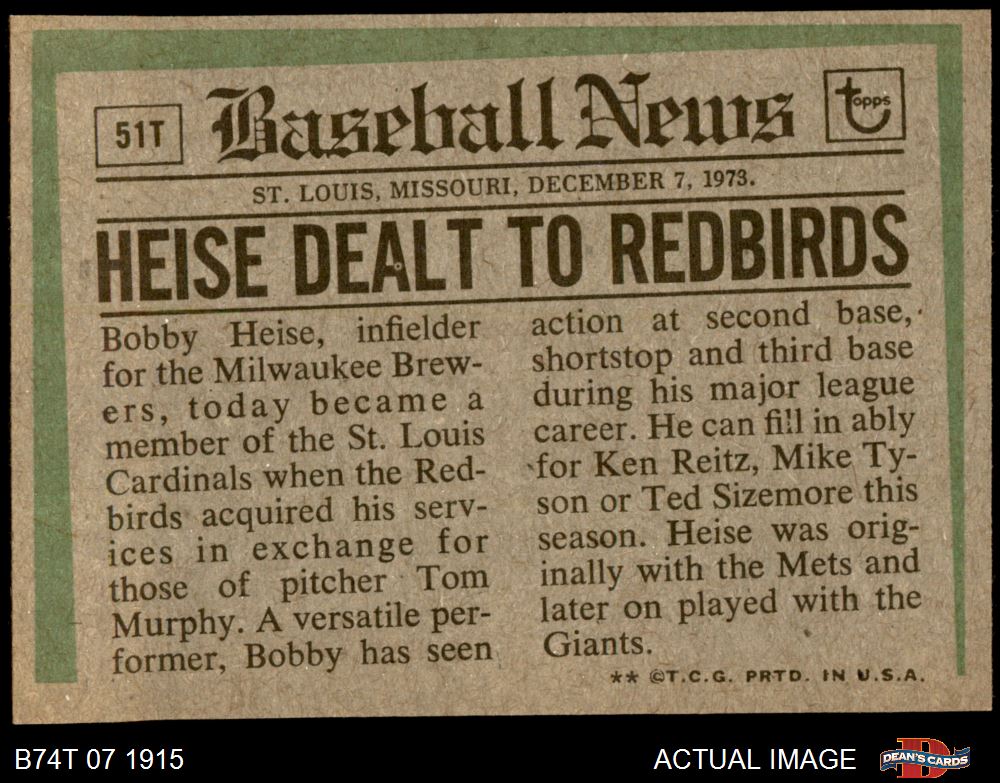 51T
Baseball News
topps
ST. LOUIS, MISSOURI, DECEMBER 7, 1973.
HEISE DEALT TO REDBIRDS
Bobby Heise, infielder
for the Milwaukee Brew-
ers, today became a
member of the St. Louis
Cardinals when the Red-
birds acquired his serv-
ices in exchange for
those of pitcher Tom
Murphy. A versatile per-
former, Bobby has seen
action at second base,
shortstop and third base
during his major league
career. He can fill in ably
for Ken Reitz, Mike Ty-
son or Ted Sizemore this
season. Heise was orig-
inally with the Mets and
later on played with the
Giants.
** ©T.C.G. PRTD. IN U.S.A.
B74T 07 1915
ACTUAL IMAGE
DEAN'S CARDS